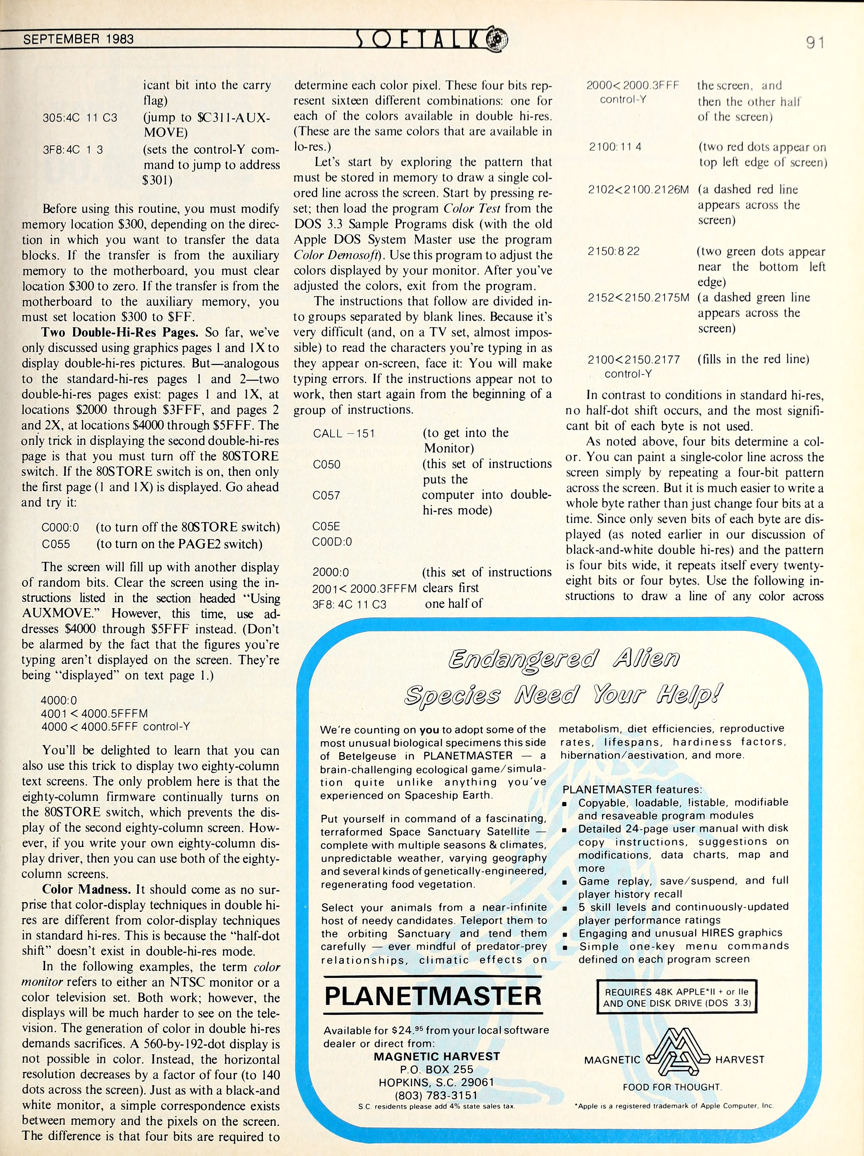 SEPTEMBER 1983
SOFTALK
91
icant bit into the carry
flag)
305:4C 11 C3 (jump to $C311-AUX-
MOVE)
3F8:4C 1 3 (sets the control-Y com-
mand to jump to address
$301)
Before using this routine, you must modify
memory location $300, depending on the direc-
tion in which you want to transfer the data
blocks. If the transfer is from the auxiliary
memory to the motherboard, you must clear
location $300 to zero. If the transfer is from the
motherboard to the auxiliary memory, you
must set location $300 to $FF.
Two Double-Hi-Res Pages. So far, we've
only discussed using graphics pages 1 and 1X to
display double-hi-res pictures. But—analogous
to the standard-hi-res pages 1 and 2—two
double-hi-res pages exist: pages 1 and 1X, at
locations $2000 through $3FFF, and pages 2
and 2X, at locations $4000 through $5FFF. The
only trick in displaying the second double-hi-res
page is that you must turn off the 80STORE
switch. If the 80STORE switch is on, then only
the first page (1 and 1X) is displayed. Go ahead
and try it:
C000:0 (to turn off the 80STORE switch)
C055 (to turn on the PAGE2 switch)
The screen will fill up with another display
of random bits. Clear the screen using the in-
structions listed in the section headed "Using
AUXMOVE." However, this time, use ad-
dresses $4000 through $5FFF instead. (Don't
be alarmed by the fact that the figures you're
typing aren't displayed on the screen. They're
being "displayed" on text page 1.)
4000:0
4001 < 4000.5FFFM
4000 < 4000.5FFF control-Y
You'll be delighted to learn that you can
also use this trick to display two eighty-column
text screens. The only problem here is that the
eighty-column firmware continually turns on
the 80STORE switch, which prevents the dis-
play of the second eighty-column screen. How-
ever, if you write your own eighty-column dis-
play driver, then you can use both of the eighty-
column screens.
Color Madness. It should come as no sur-
prise that color-display techniques in double hi-
res are different from color-display techniques
in standard hi-res. This is because the "half-dot
shift" doesn't exist in double-hi-res mode.
In the following examples, the term color
monitor refers to either an NTSC monitor or a
color television set. Both work; however, the
displays will be much harder to see on the tele-
vision. The generation of color in double hi-res
demands sacrifices. A 560-by-192-dot display is
not possible in color. Instead, the horizontal
resolution decreases by a factor of four (to 140
dots across the screen). Just as with a black-and
white monitor, a simple correspondence exists
between memory and the pixels on the screen.
The difference is that four bits are required to
determine each color pixel. These four bits rep-
resent sixteen different combinations: one for
each of the colors available in double hi-res.
(These are the same colors that are available in
lo-res.)
Let's start by exploring the pattern that
must be stored in memory to draw a single col-
ored line across the screen. Start by pressing re-
set; then load the program Color Test from the
DOS 3.3 Sample Programs disk (with the old
Apple DOS System Master use the program
Color Demosoft). Use this program to adjust the
colors displayed by your monitor. After you've
adjusted the colors, exit from the program.
The instructions that follow are divided in-
to groups separated by blank lines. Because it's
very difficult (and, on a TV set, almost impos-
sible) to read the characters you're typing in as
they appear on-screen, face it: You will make
typing errors. If the instructions appear not to
work, then start again from the beginning of a
group of instructions.
CALL −151 (to get into the
Monitor)
C050 (this set of instructions
puts the
C057 computer into double-
hi-res mode)
C05E
C00D:0
2000:0 (this set of instructions
2001< 2000.3FFFM clears first
3F8: 4C 11 C3 one half of
2000< 2000.3FFF the screen, and
control-Y then the other half
of the screen)
2100: 11 4 (two red dots appear on
top left edge of screen)
2102<2100.2126M (a dashed red line
appears across the
screen)
2150:8 22 (two green dots appear
near the bottom left
edge)
2152<2150.2175M (a dashed green line
appears across the
screen)
2100<2150.2177 (fills in the red line)
control-Y
In contrast to conditions in standard hi-res,
no half-dot shift occurs, and the most signifi-
cant bit of each byte is not used.
As noted above, four bits determine a col-
or. You can paint a single-color line across the
screen simply by repeating a four-bit pattern
across the screen. But it is much easier to write a
whole byte rather than just change four bits at a
time. Since only seven bits of each byte are dis-
played (as noted earlier in our discussion of
black-and-white double hi-res) and the pattern
is four bits wide, it repeats itself every twenty-
eight bits or four bytes. Use the following in-
structions to draw a line of any color across
Endangered Alien
Species Need Your Help!
We're counting on you to adopt some of the
most unusual biological specimens this side
of Betelgeuse in PLANETMASTER — a
brain-challenging ecological game/simula-
tion quite unlike anything you've
experienced on Spaceship Earth.
Put yourself in command of a fascinating,
terraformed Space Sanctuary Satellite —
complete with multiple seasons & climates,
unpredictable weather, varying geography
and several kinds of genetically-engineered,
regenerating food vegetation.
Select your animals from a near-infinite
host of needy candidates. Teleport them to
the orbiting Sanctuary and tend them
carefully — ever mindful of predator-prey
relationships, climatic effects on
metabolism, diet efficiencies, reproductive
rates, lifespans, hardiness factors,
hibernation/aestivation, and more.
PLANETMASTER features:
▪ Copyable, loadable, listable, modifiable
and resaveable program modules
▪ Detailed 24-page user manual with disk
copy instructions, suggestions on
modifications, data charts, map and
more
▪ Game replay, save/suspend, and full
player history recall
▪ 5 skill levels and continuously-updated
player performance ratings
▪ Engaging and unusual HIRES graphics
▪ Simple one-key menu commands
defined on each program screen
PLANETMASTER
Available for $24.95 from your local software
dealer or direct from:
MAGNETIC HARVEST
P.O. BOX 255
HOPKINS, S.C. 29061
(803) 783-3151
S.C. residents please add 4% state sales tax.
REQUIRES 48K APPLE*II + or IIe
AND ONE DISK DRIVE (DOS 3.3)
MAGNETIC HARVEST
FOOD FOR THOUGHT.
*Apple is a registered trademark of Apple Computer, Inc.